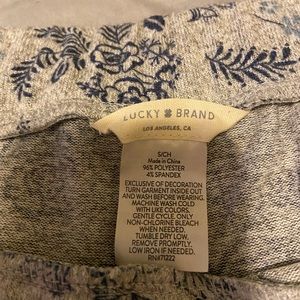 LUCKY BRAND
LOS ANGELES, CA
S/CH
Made in China
96% POLYESTER
4% SPANDEX
EXCLUSIVE OF DECORATION
TURN GARMENT INSIDE OUT
AND WASH BEFORE WEARING.
MACHINE WASH COLD
WITH LIKE COLORS.
GENTLE CYCLE. ONLY
NON-CHLORINE BLEACH
WHEN NEEDED.
TUMBLE DRY LOW.
REMOVE PROMPTLY.
LOW IRON IF NEEDED.
RN#71222